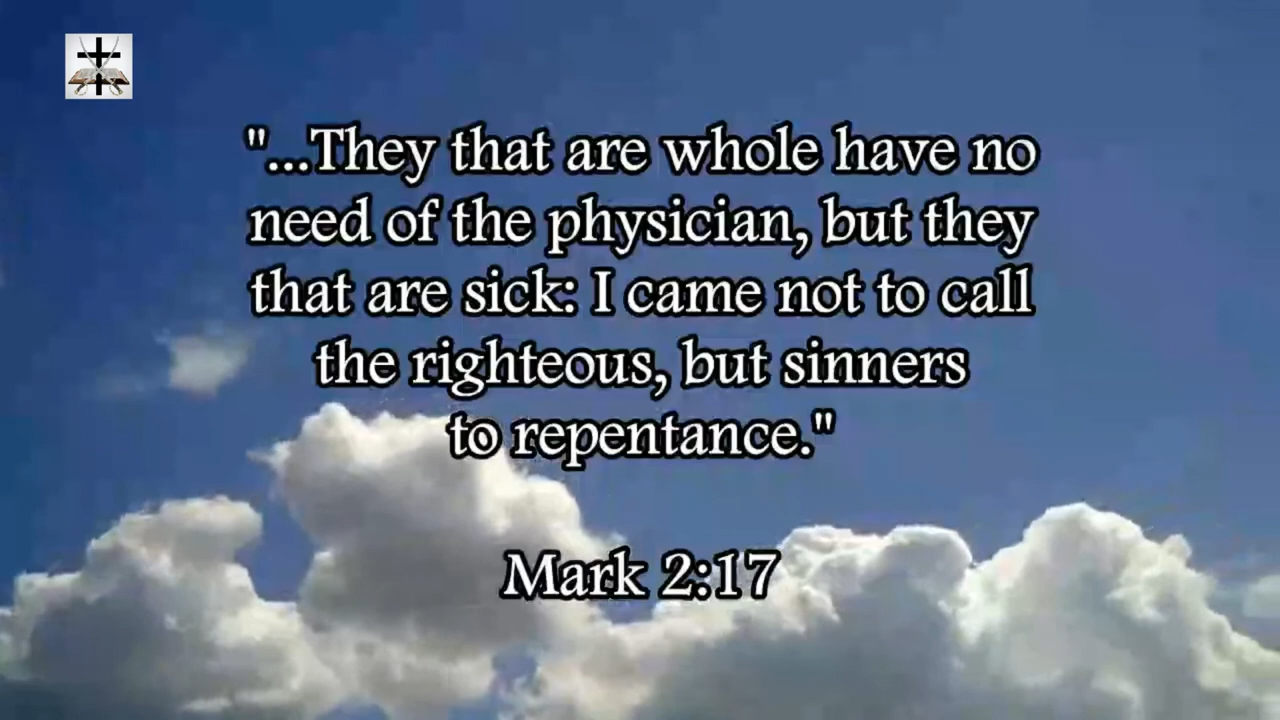 "...They that are whole have no
need of the physician, but they
that are sick: I came not to call
the righteous, but sinners
to repentance."
Mark 2:17